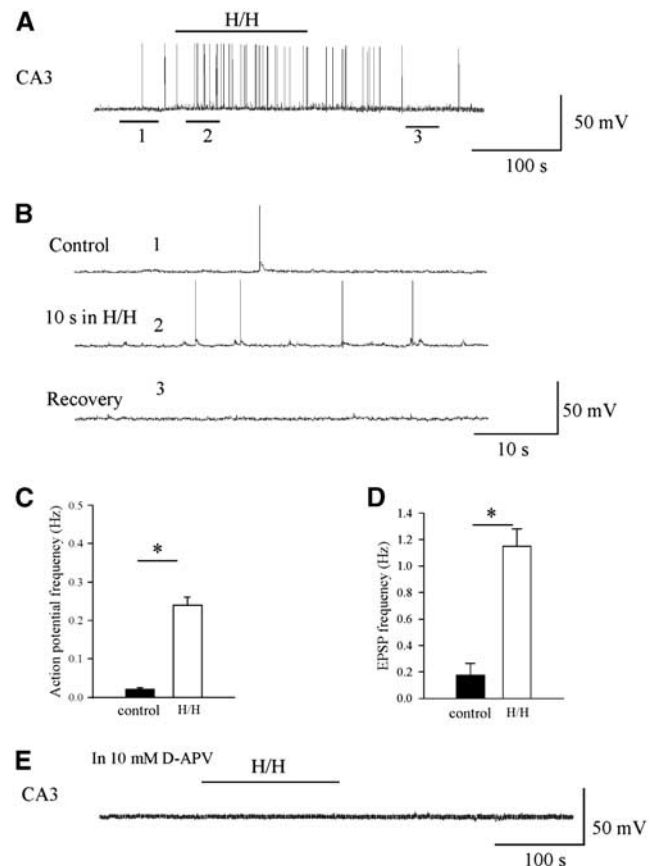 A
H/H
CA3
1
2
3
50 mV
100 s
B
Control 1
10 s in H/H 2
Recovery 3
50 mV
10 s
C
Action potential frequency (Hz)
0.5
0.4
0.3
0.2
0.1
0.0
*
control H/H
D
EPSP frequency (Hz)
1.4
1.2
1.0
0.8
0.6
0.4
0.2
0.0
*
control H/H
E
In 10 mM D-APV
H/H
CA3
50 mV
100 s